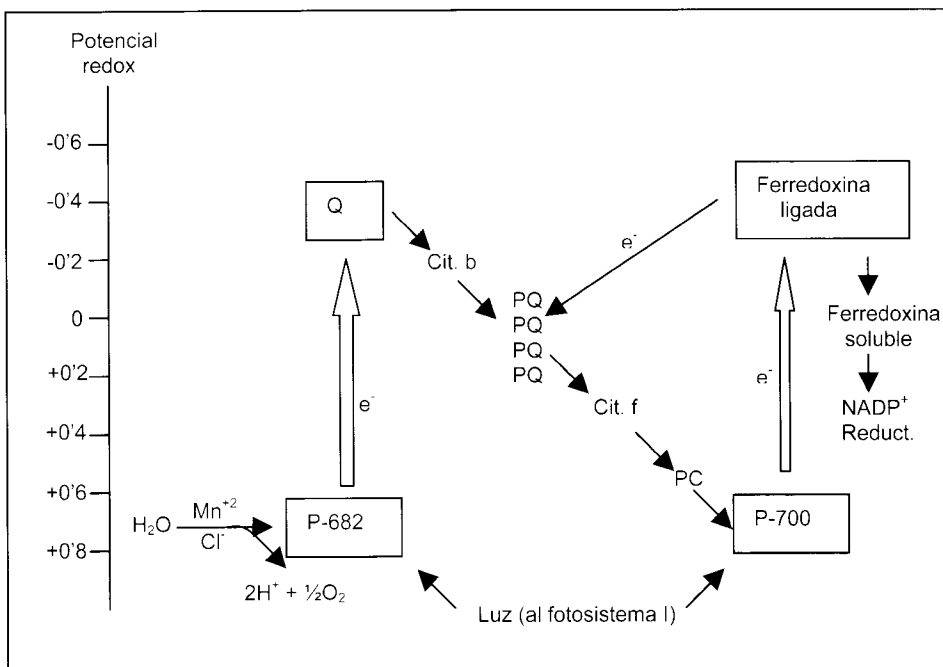 Potencial
redox
-0'6
-0'4
-0'2
0
+0'2
+0'4
+0'6
+0'8
Q
Cit. b
PQ
PQ
PQ
PQ
Cit. f
PC
e-
e-
e-
Ferredoxina
ligada
Ferredoxina
soluble
NADP+
Reduct.
H2O
Mn+2
Cl-
2H+ + ½O2
P-682
P-700
Luz (al fotosistema I)